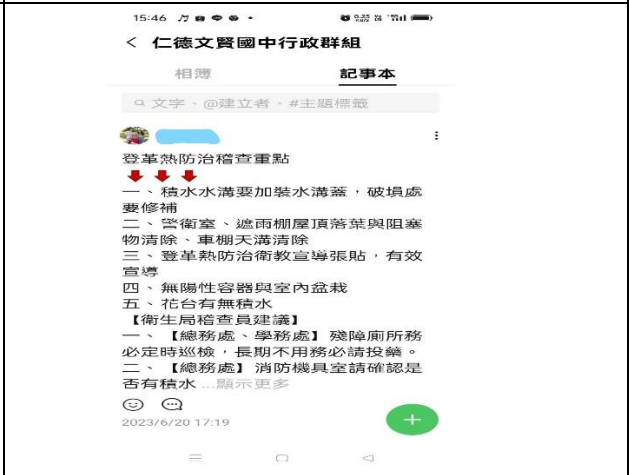 15:46
仁德文賢國中行政群組
相簿 記事本
文字、@建立者、#主題標籤
登革熱防治稽查重點
一、積水水溝要加裝水溝蓋，破損處
要修補
二、警衛室、遮雨棚屋頂落葉與阻塞
物清除、車棚天溝清除
三、登革熱防治衛教宣導張貼，有效
宣導
四、無陽性容器與室內盆栽
五、花台有無積水
【衛生局稽查員建議】
一、【總務處、學務處】殘障廁所務
必定時巡檢，長期不用務必請投藥。
二、【總務處】消防機具室請確認是
否有積水 ...顯示更多
2023/6/20 17:19